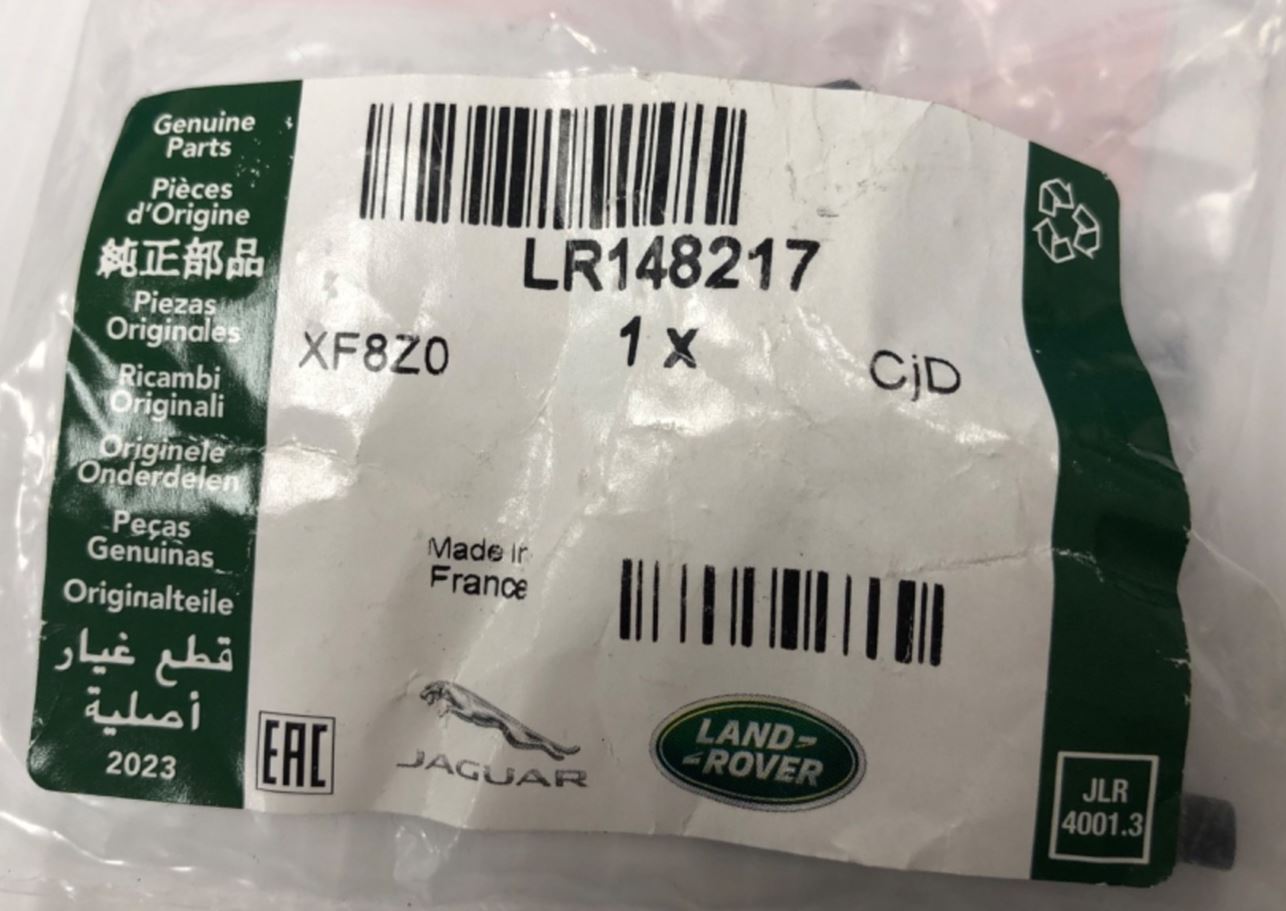 Genuine
Parts
Pièces
d'Origine
純正部品
Piezas
Originales
Ricambi
Originali
Originele
Onderdelen
Peças
Genuinas
Originalteile
قطع غيار
أصلية
2023
LR148217
XF8Z0
1 x
CjD
Made in
France
EAC
JAGUAR
LAND-
-ROVER
JLR
4001.3